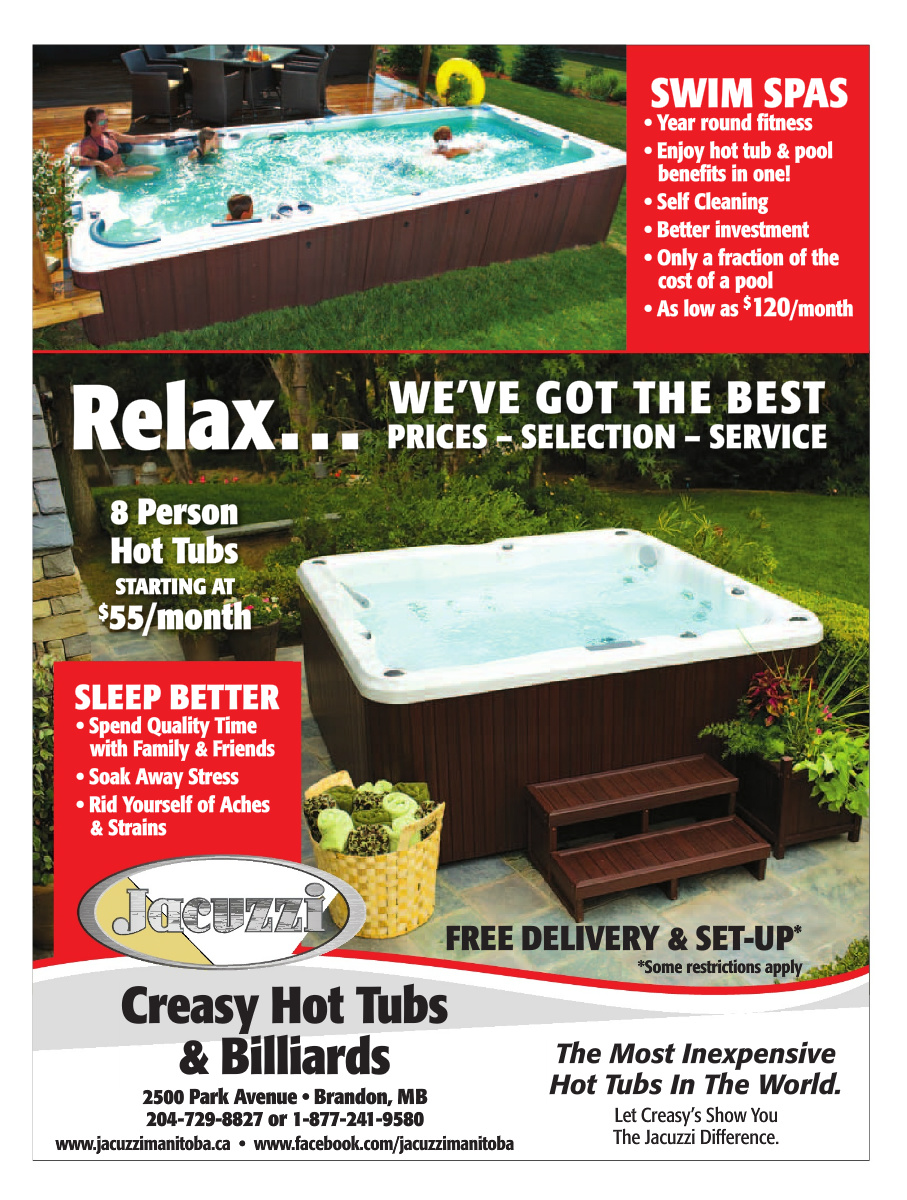 SWIM SPAS
• Year round fitness
• Enjoy hot tub & pool
benefits in one!
• Self Cleaning
• Better investment
• Only a fraction of the
cost of a pool
• As low as $120/month
Relax...
WE'VE GOT THE BEST
PRICES – SELECTION – SERVICE
8 Person
Hot Tubs
STARTING AT
$55/month
SLEEP BETTER
• Spend Quality Time
with Family & Friends
• Soak Away Stress
• Rid Yourself of Aches
& Strains
Jacuzzi
FREE DELIVERY & SET-UP*
*Some restrictions apply
Creasy Hot Tubs
& Billiards
2500 Park Avenue • Brandon, MB
204-729-8827 or 1-877-241-9580
www.jacuzzimanitoba.ca • www.facebook.com/jacuzzimanitoba
The Most Inexpensive
Hot Tubs In The World.
Let Creasy's Show You
The Jacuzzi Difference.